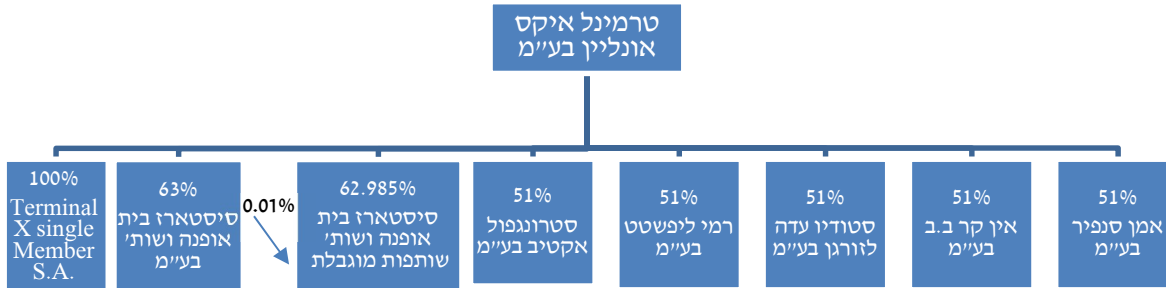 טרמינל איקס
אונליין בע"מ
51%
אמן סנפיר
בע"מ
51%
אין קר ב.ב
בע"מ
51%
סטודיו עדה
לזורגן בע"מ
51%
רמי ליפשטט
בע"מ
51%
סטרונגפול
אקטיב בע"מ
62.985%
סיסטארז בית
אופנה ושות'
שותפות מוגבלת
0.01%
63%
סיסטארז בית
אופנה ושות'
בע"מ
100%
Terminal
X single
Member
S.A.